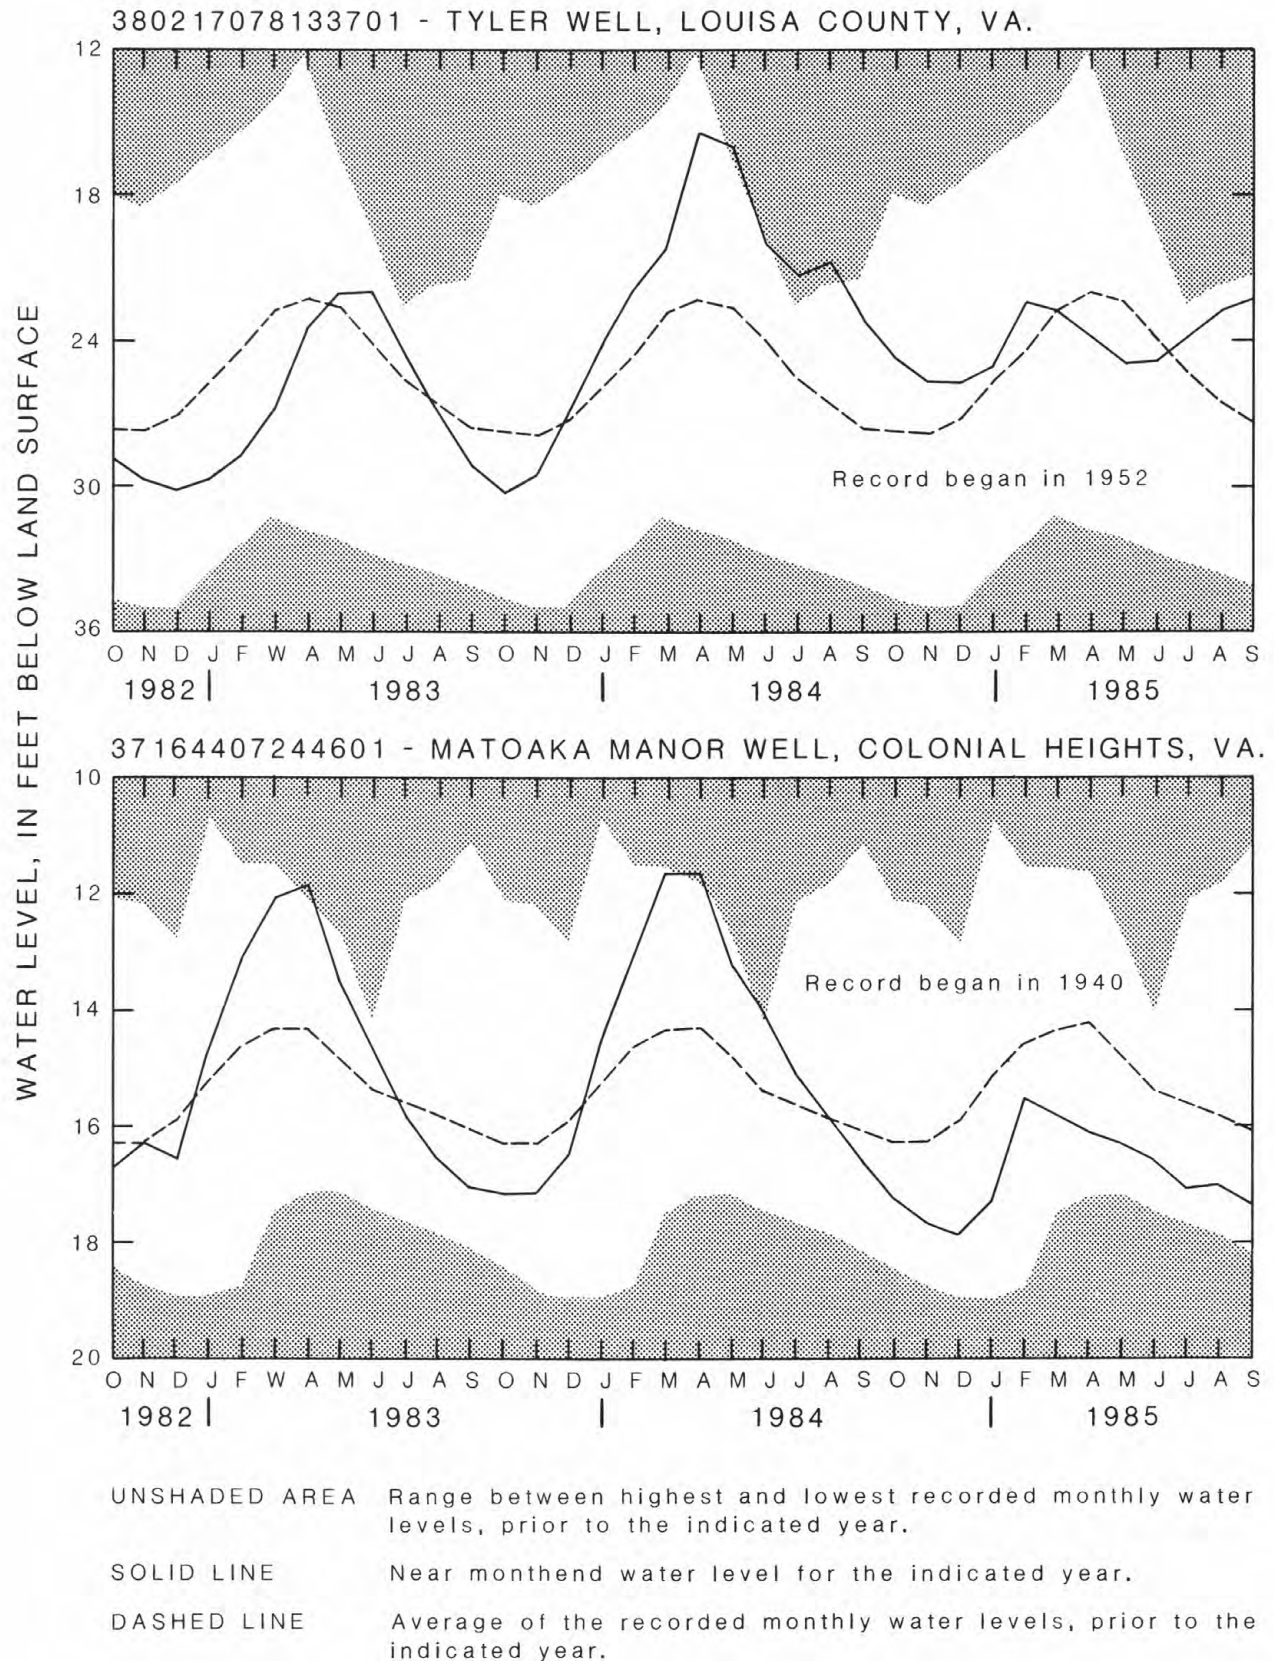 380217078133701 - TYLER WELL, LOUISA COUNTY, VA.
12
18
24
30
36
Record began in 1952
O N D J F W A M J J A S O N D J F M A M J J A S O N D J F M A M J J A S
1982 | 1983 | 1984 | 1985
WATER LEVEL, IN FEET BELOW LAND SURFACE
37164407244601 - MATOAKA MANOR WELL, COLONIAL HEIGHTS, VA.
10
12
14
16
18
20
Record began in 1940
O N D J F W A M J J A S O N D J F M A M J J A S O N D J F M A M J J A S
1982 | 1983 | 1984 | 1985
UNSHADED AREA Range between highest and lowest recorded monthly water
levels, prior to the indicated year.
SOLID LINE Near monthend water level for the indicated year.
DASHED LINE Average of the recorded monthly water levels, prior to the
indicated year.